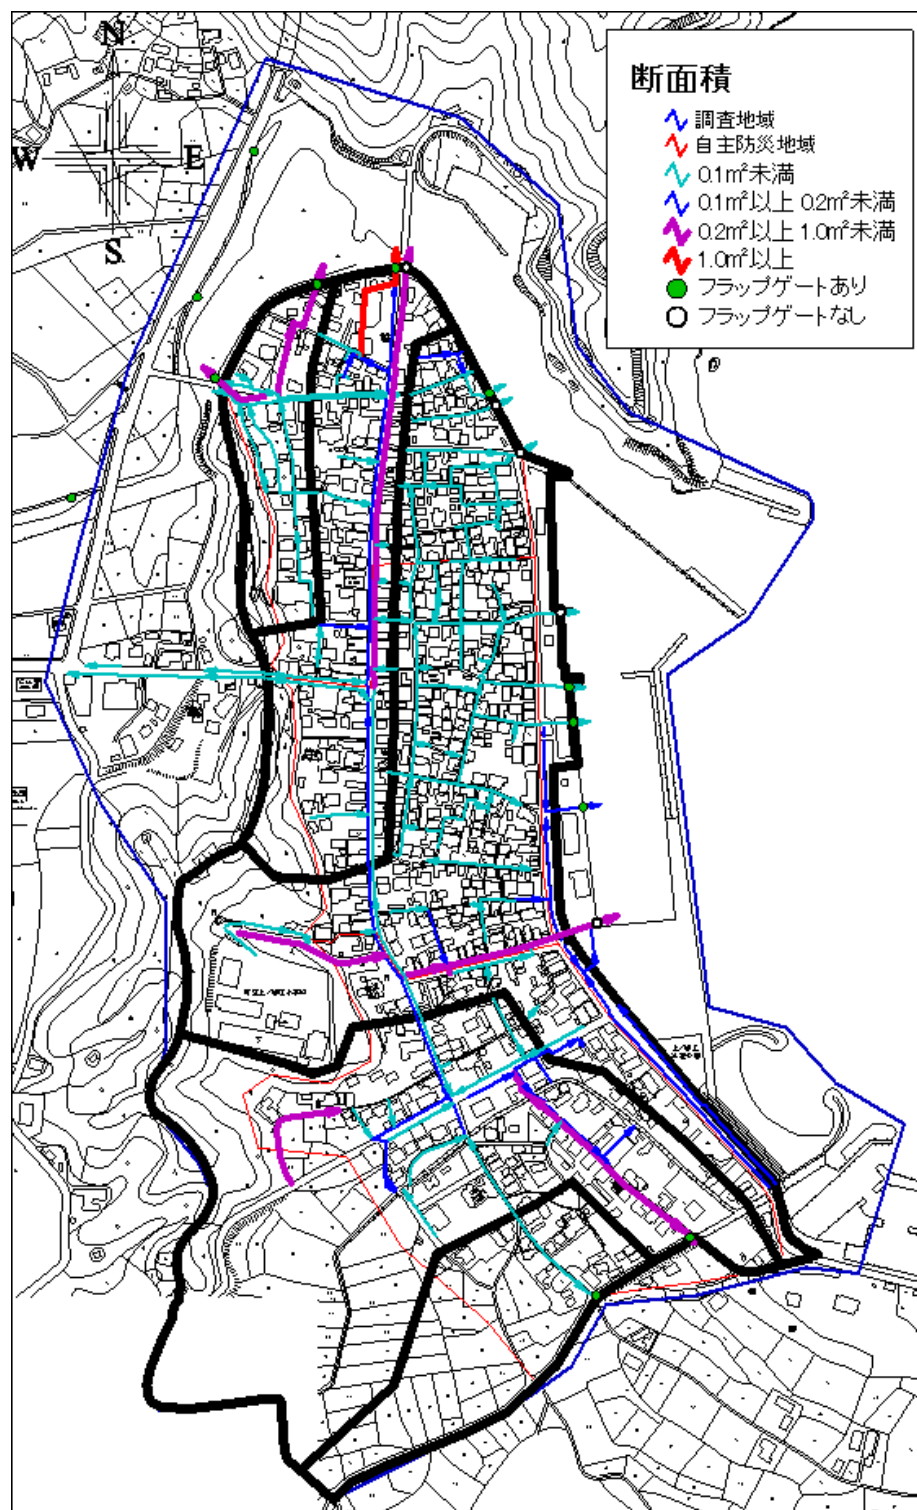 N
W
E
S
断面積
調査地域
自主防災地域
0.1m²未満
0.1m²以上 0.2m²未満
0.2m²以上 1.0m²未満
1.0m²以上
フラップゲートあり
フラップゲートなし